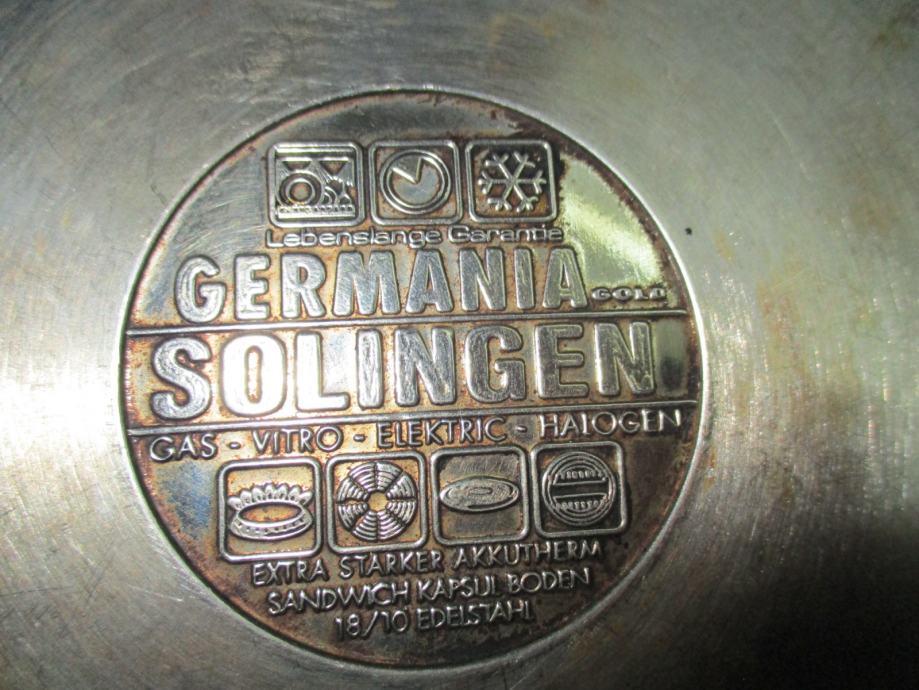 Lebenslange Garantie
GERMANIA GOLD
SOLINGEN
GAS - VITRO - ELEKTRIC - HALOGEN
EXTRA STARKER AKKUTHERM
SANDWICH KAPSUL BODEN
18/10 EDELSTAHL